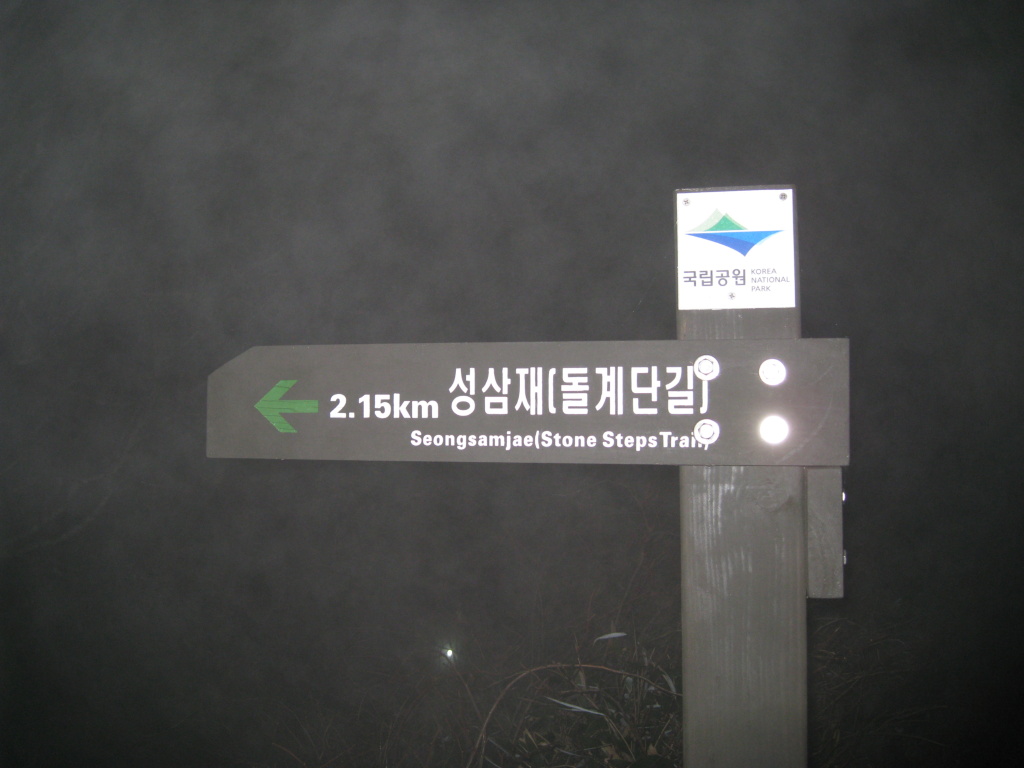 국립공원
KOREA
NATIONAL
PARK
2.15km 성삼재(돌계단길)
Seongsamjae(Stone Steps Trail)